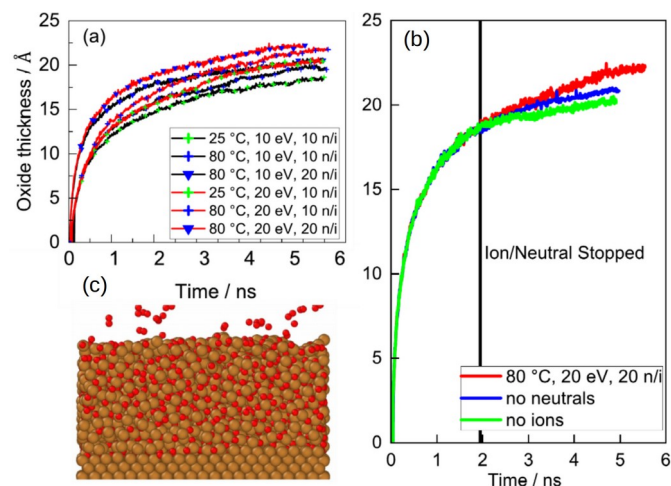 (a)
Oxide thickness / Å
25
20
15
10
5
0
25 °C, 10 eV, 10 n/i
80 °C, 10 eV, 10 n/i
80 °C, 10 eV, 20 n/i
25 °C, 20 eV, 10 n/i
80 °C, 20 eV, 10 n/i
80 °C, 20 eV, 20 n/i
0 1 2 3 4 5 6
Time / ns
(b)
25
20
15
10
5
0
Ion/Neutral Stopped
80 °C, 20 eV, 20 n/i
no neutrals
no ions
0 1 2 3 4 5 6
Time / ns
(c)